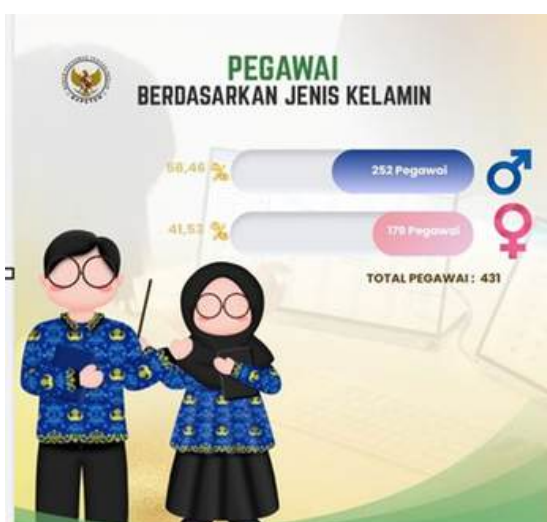 PEGAWAI
BERDASARKAN JENIS KELAMIN
58,46 %
252 Pegawai
41,53 %
179 Pegawai
TOTAL PEGAWAI : 431